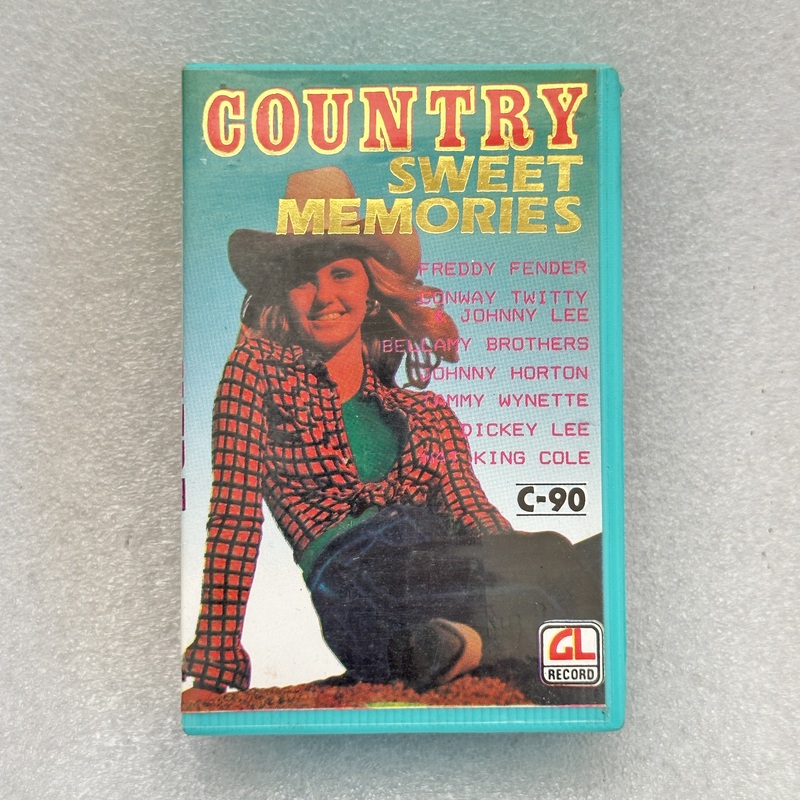 COUNTRY
SWEET
MEMORIES
FREDDY FENDER
CONWAY TWITTY
& JOHNNY LEE
BELLAMY BROTHERS
JOHNNY HORTON
TAMMY WYNETTE
DICKEY LEE
NAT KING COLE
C-90
GL
RECORD